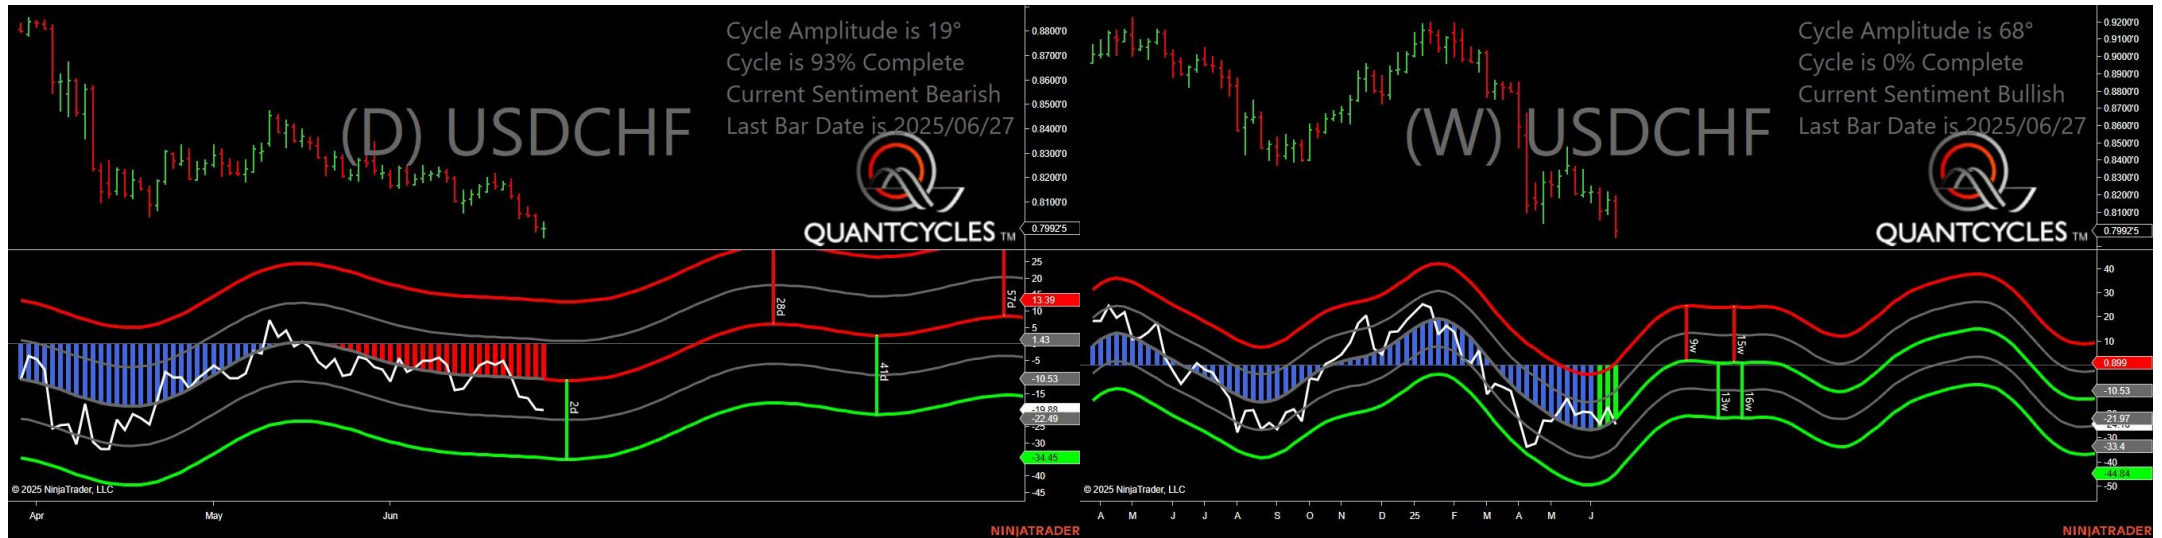 Cycle Amplitude is 19°
Cycle is 93% Complete
Current Sentiment Bearish
Last Bar Date is 2025/06/27
(D) USDCHF
QUANTCYCLES TM
0.8800'0
0.8700'0
0.8600'0
0.8500'0
0.8400'0
0.8300'0
0.8200'0
0.8100'0
0.7992'5
25
20
15
13.39
10
5
1.43
-5
-10.53
-15
-19.88
-22.49
-25
-30
-34.45
-40
-45
2d
28d
41d
57d
© 2025 NinjaTrader, LLC
Apr
May
Jun
NINJATRADER
Cycle Amplitude is 68°
Cycle is 0% Complete
Current Sentiment Bullish
Last Bar Date is 2025/06/27
(W) USDCHF
QUANTCYCLES TM
0.9200'0
0.9100'0
0.9000'0
0.8900'0
0.8800'0
0.8700'0
0.8600'0
0.8500'0
0.8400'0
0.8300'0
0.8200'0
0.8100'0
0.7992'5
40
30
20
10
0.899
-10.53
-21.97
-30
-33.4
-40
-44.84
-50
9w
15w
13w
16w
© 2025 NinjaTrader, LLC
A M J J A S O N D 25 F M A M J
NINJATRADER